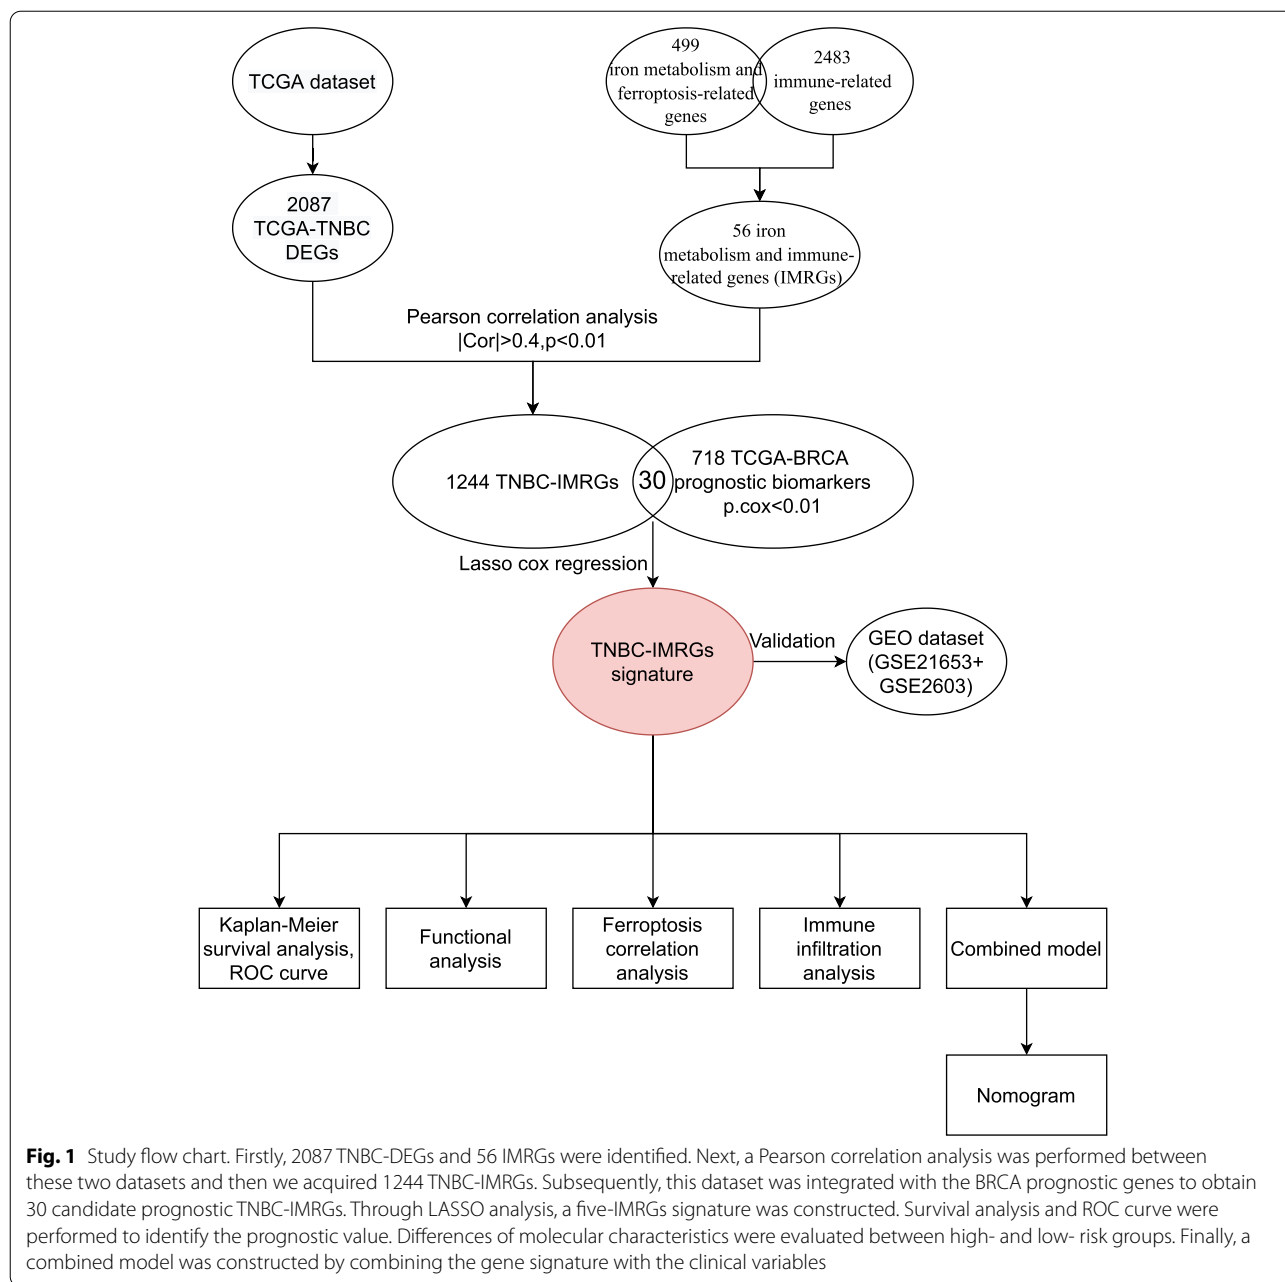 TCGA dataset
499
iron metabolism and
ferroptosis-related
genes
2483
immune-related
genes
2087
TCGA-TNBC
DEGs
56 iron
metabolism and immune-
related genes (IMRGs)
Pearson correlation analysis
|Cor|>0.4,p<0.01
1244 TNBC-IMRGs
30
718 TCGA-BRCA
prognostic biomarkers
p.cox<0.01
Lasso cox regression
TNBC-IMRGs
signature
Validation
GEO dataset
(GSE21653+
GSE2603)
Kaplan-Meier
survival analysis,
ROC curve
Functional
analysis
Ferroptosis
correlation
analysis
Immune
infiltration
analysis
Combined model
Nomogram
Fig. 1 Study flow chart. Firstly, 2087 TNBC-DEGs and 56 IMRGs were identified. Next, a Pearson correlation analysis was performed between
these two datasets and then we acquired 1244 TNBC-IMRGs. Subsequently, this dataset was integrated with the BRCA prognostic genes to obtain
30 candidate prognostic TNBC-IMRGs. Through LASSO analysis, a five-IMRGs signature was constructed. Survival analysis and ROC curve were
performed to identify the prognostic value. Differences of molecular characteristics were evaluated between high- and low- risk groups. Finally, a
combined model was constructed by combining the gene signature with the clinical variables